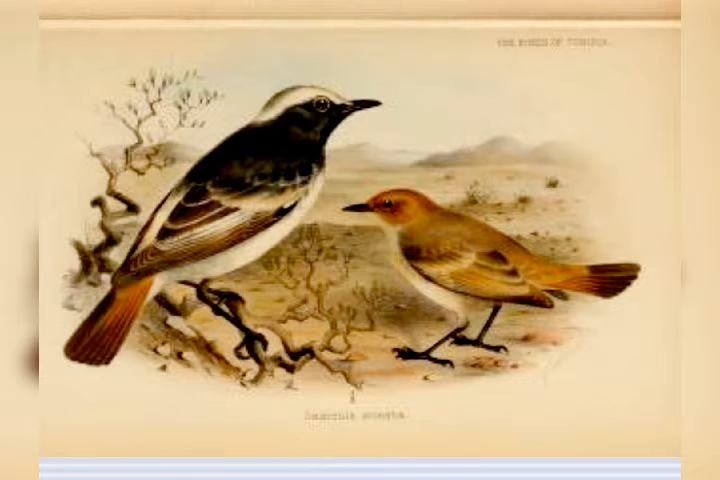 THE BIRDS OF TUNISIA.
Saxicola moesta.